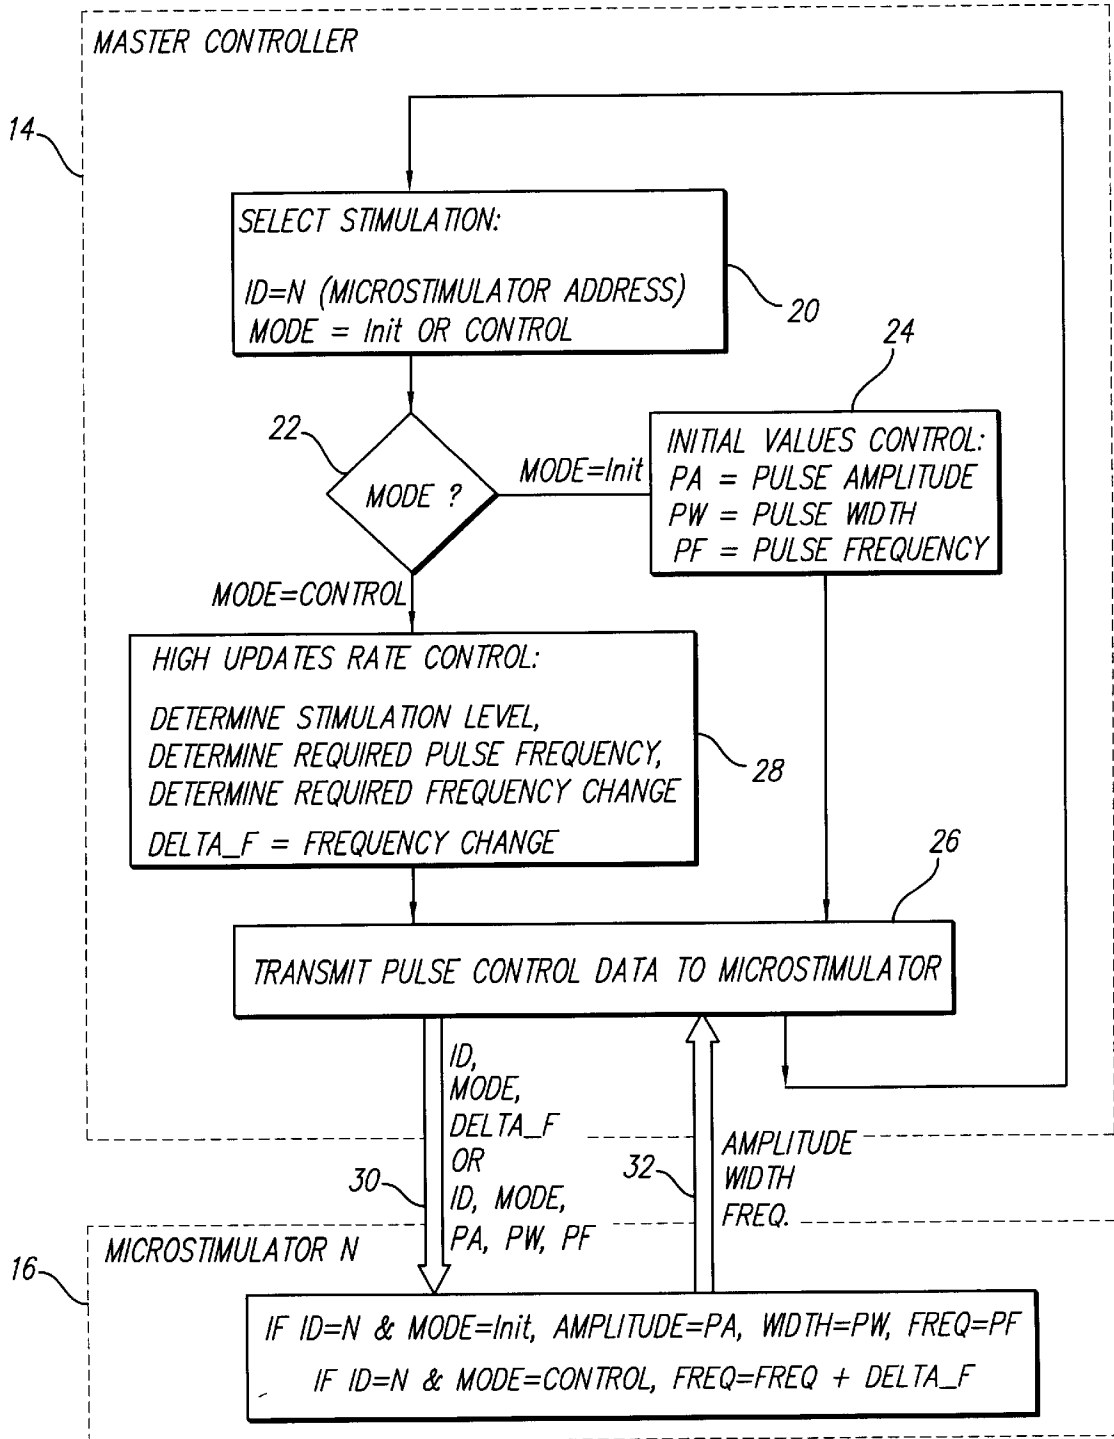 MASTER CONTROLLER
14
SELECT STIMULATION:
ID=N (MICROSTIMULATOR ADDRESS)
MODE = Init OR CONTROL
20
24
22
MODE ?
MODE=Init
INITIAL VALUES CONTROL:
PA = PULSE AMPLITUDE
PW = PULSE WIDTH
PF = PULSE FREQUENCY
MODE=CONTROL
HIGH UPDATES RATE CONTROL:
DETERMINE STIMULATION LEVEL,
DETERMINE REQUIRED PULSE FREQUENCY,
DETERMINE REQUIRED FREQUENCY CHANGE
DELTA_F = FREQUENCY CHANGE
28
26
TRANSMIT PULSE CONTROL DATA TO MICROSTIMULATOR
ID,
MODE,
DELTA_F
OR
ID, MODE,
PA, PW, PF
30
32
AMPLITUDE
WIDTH
FREQ.
16
MICROSTIMULATOR N
IF ID=N & MODE=Init, AMPLITUDE=PA, WIDTH=PW, FREQ=PF
IF ID=N & MODE=CONTROL, FREQ=FREQ + DELTA_F